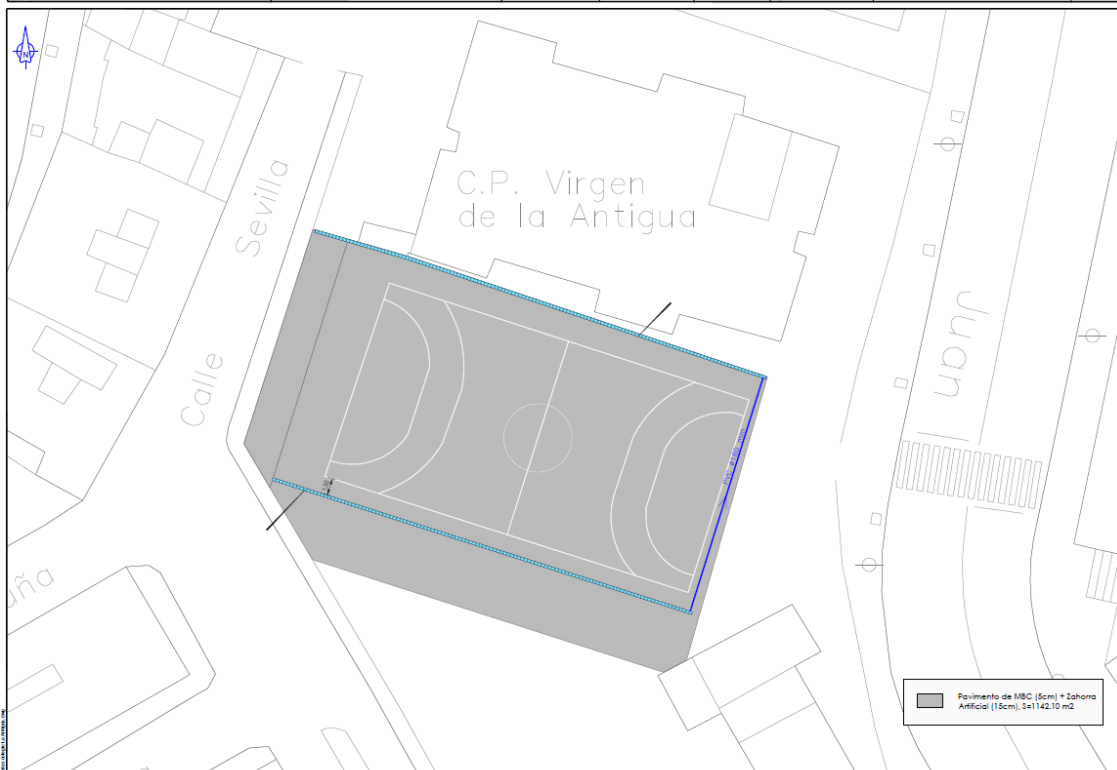 N
C.P. Virgen
de la Antigua
Calle Sevilla
Juan
Pavimento de MBC (5cm) + Zahorra
Artificial (15cm), S=1142.10 m2